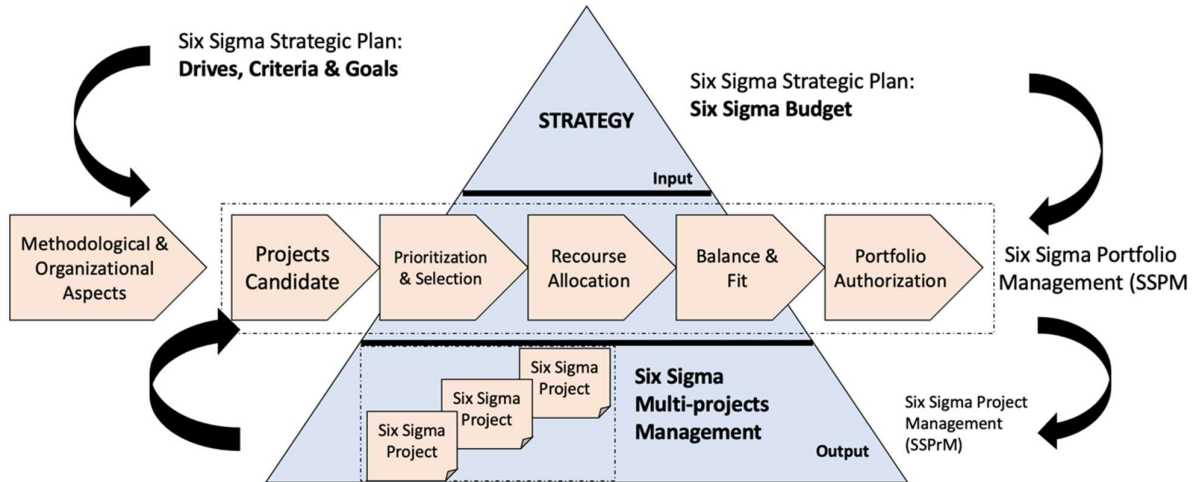 Six Sigma Strategic Plan:
Drives, Criteria & Goals
Six Sigma Strategic Plan:
Six Sigma Budget
STRATEGY
Input
Methodological &
Organizational
Aspects
Projects
Candidate
Prioritization
& Selection
Recourse
Allocation
Balance &
Fit
Portfolio
Authorization
Six Sigma Portfolio
Management (SSPM
Six Sigma
Project
Six Sigma
Project
Six Sigma
Project
Six Sigma
Multi-projects
Management
Output
Six Sigma Project
Management
(SSPrM)